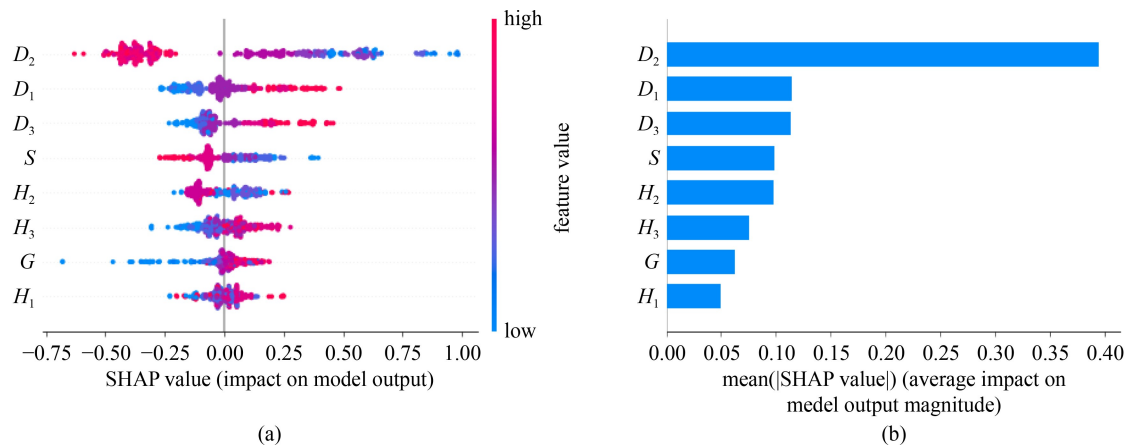 high
D₂
D₁
D₃
S
H₂
H₃
G
H₁
low
feature value
−0.75 −0.50 −0.25 0.00 0.25 0.50 0.75 1.00
SHAP value (impact on model output)
(a)
D₂
D₁
D₃
S
H₂
H₃
G
H₁
0.00 0.05 0.10 0.15 0.20 0.25 0.30 0.35 0.40
mean(|SHAP value|) (average impact on
medel output magnitude)
(b)